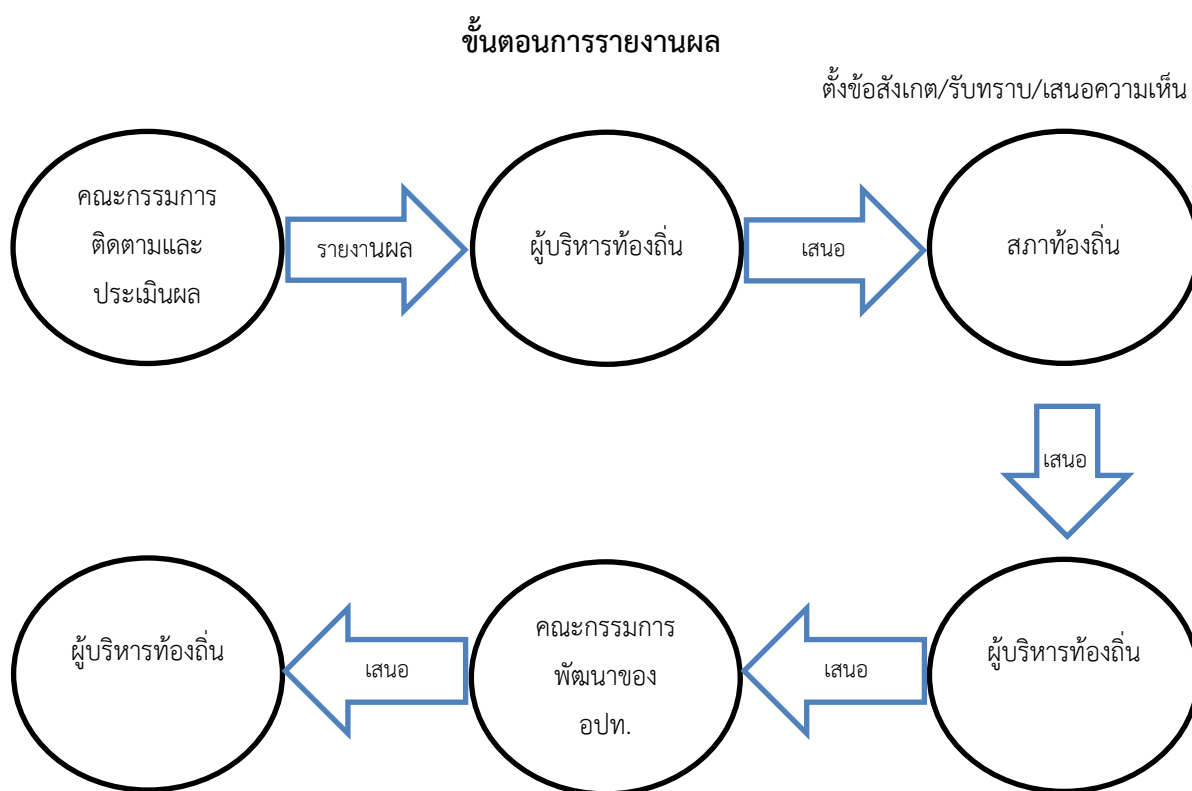 ขั้นตอนการรายงานผล
ตั้งข้อสังเกต/รับทราบ/เสนอความเห็น
คณะกรรมการ
ติดตามและ
ประเมินผล
รายงานผล
ผู้บริหารท้องถิ่น
เสนอ
สภาท้องถิ่น
เสนอ
ผู้บริหารท้องถิ่น
เสนอ
คณะกรรมการ
พัฒนาของ
อปท.
เสนอ
ผู้บริหารท้องถิ่น